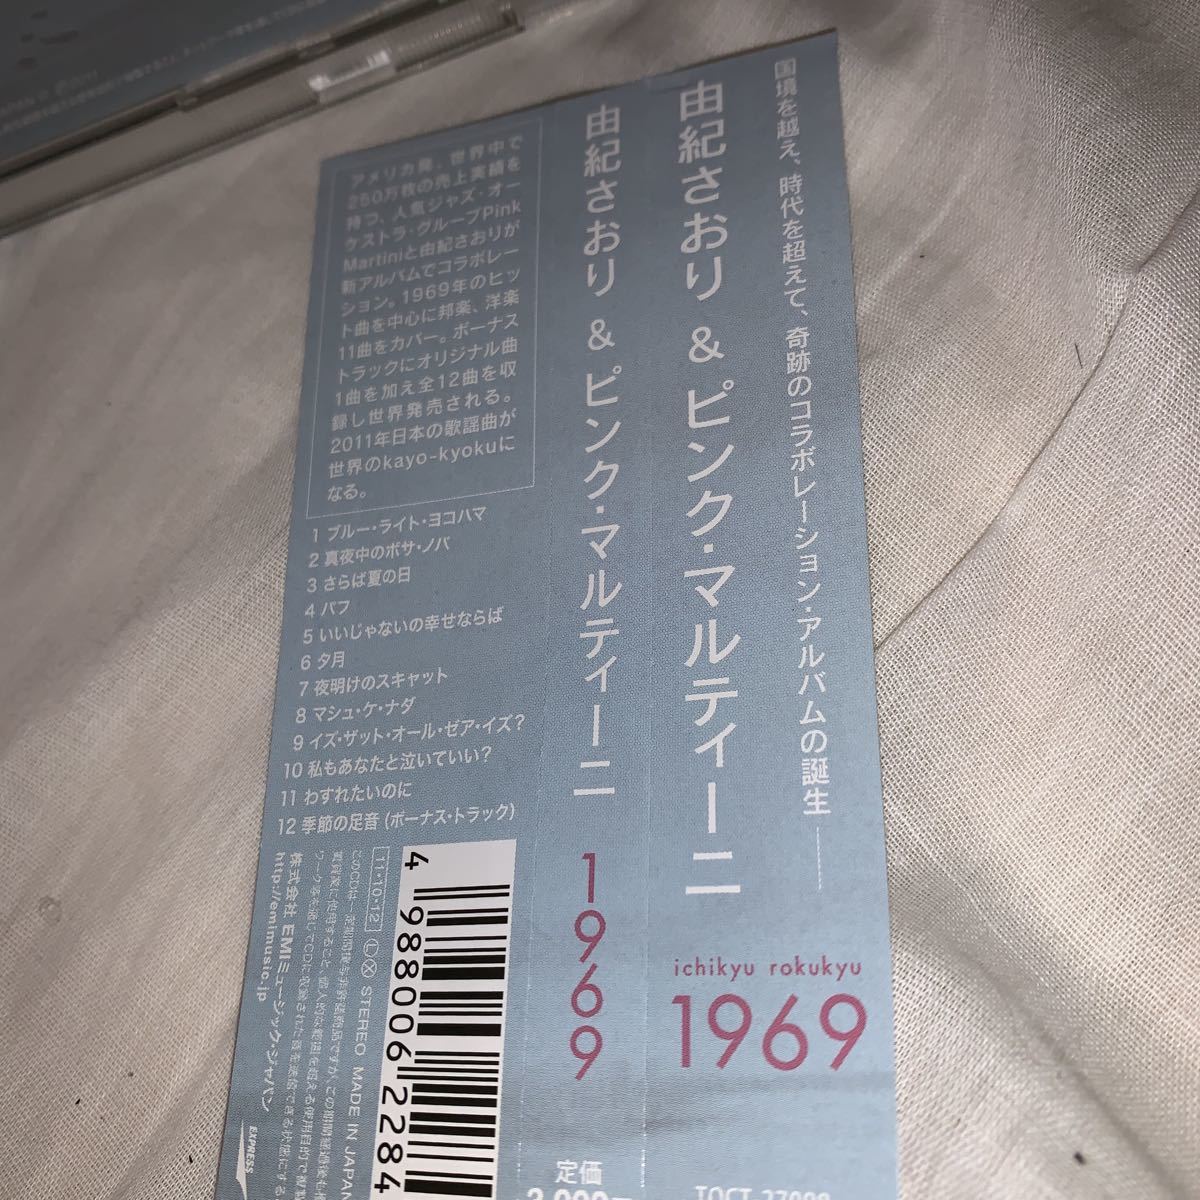 国境を越え、時代を超えて、奇跡のコラボレーション・アルバムの誕生
由紀さおり & ピンク・マルティーニ
ichikyu rokukyu
1969
由紀さおり & ピンク・マルティーニ
1969
アメリカ発、世界中で
250万枚の売上実績を
持つ、人気ジャズ・オー
ケストラ・グループPink
Martiniと由紀さおりが
新アルバムでコラボレー
ション。1969年のヒッ
ト曲を中心に邦楽、洋楽
11曲をカバー。ボーナス
トラックにオリジナル曲
1曲を加え全12曲を収
録し世界発売される。
2011年日本の歌謡曲が
世界のkayo-kyokuに
なる。
1 ブルー・ライト・ヨコハマ
2 真夜中のボサ・ノバ
3 さらば夏の日
4 パフ
5 いいじゃないの幸せならば
6 夕月
7 夜明けのスキャット
8 マシュ・ケ・ナダ
9 イズ・ザット・オール・ゼア・イズ?
10 私もあなたと泣いていい?
11 わすれたいのに
12 季節の足音 (ボーナス・トラック)
4 988006 2284
11・10・12 Ⓛ Ⓧ STEREO MADE IN JAPAN
株式会社 EMIミュージック・ジャパン
http://emimusic.jp
EXPRESS
定価
TOCT